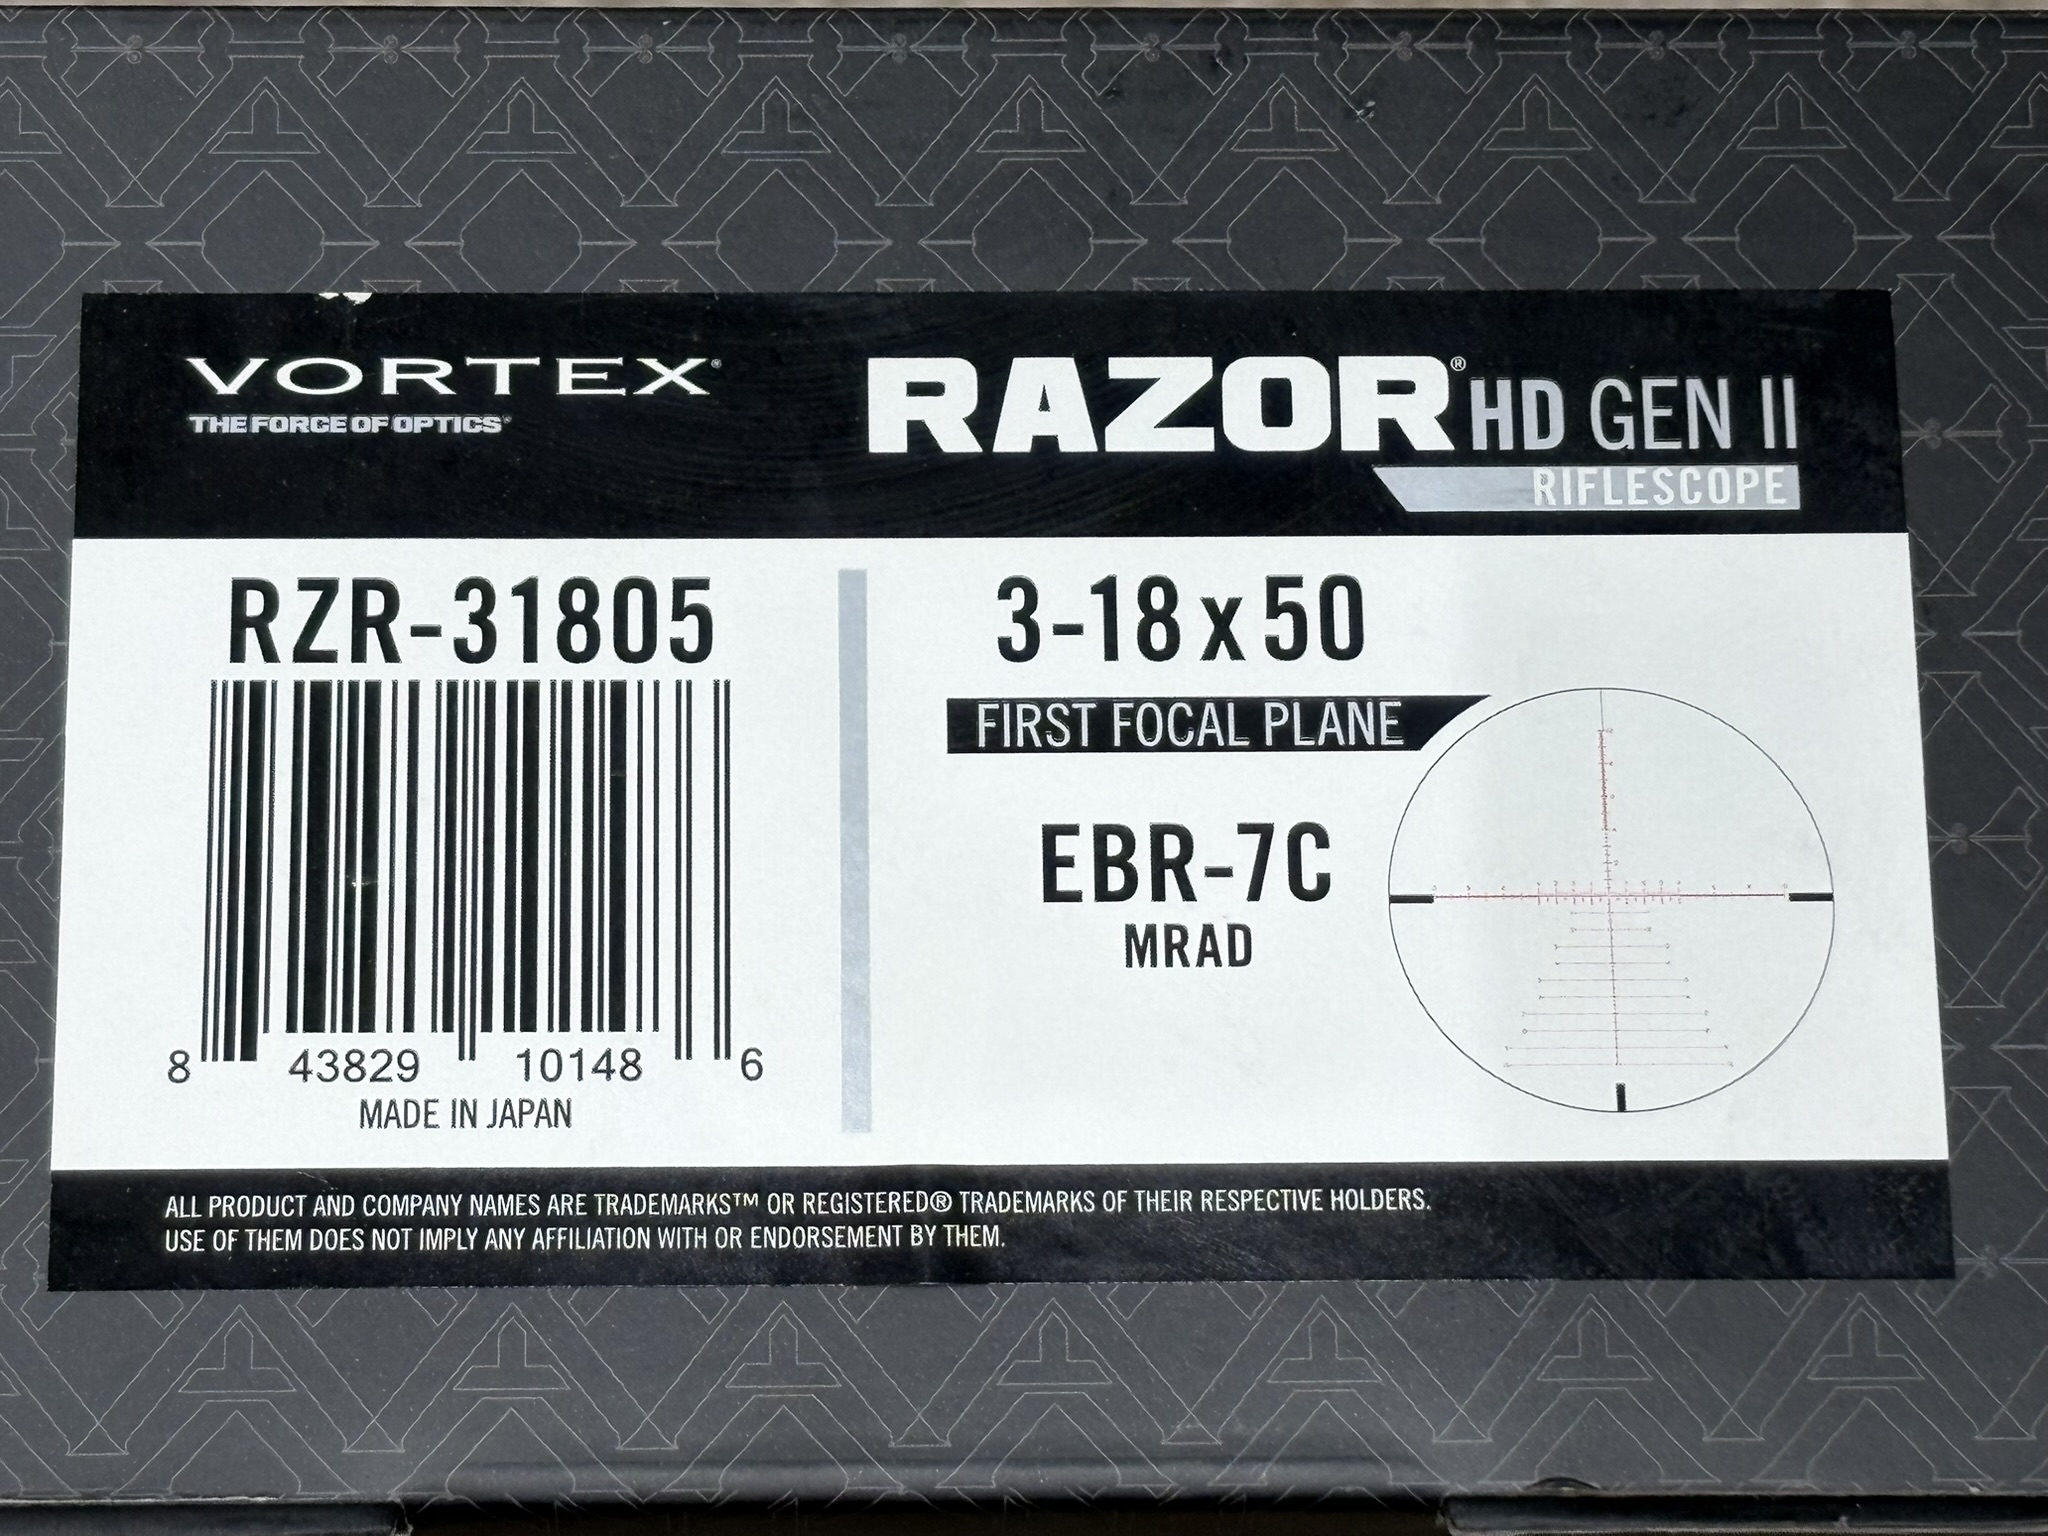 VORTEX®
THE FORCE OF OPTICS®
RAZOR® HD GEN II
RIFLESCOPE
RZR-31805
8 43829 10148 6
MADE IN JAPAN
3-18x50
FIRST FOCAL PLANE
EBR-7C
MRAD
ALL PRODUCT AND COMPANY NAMES ARE TRADEMARKS™ OR REGISTERED® TRADEMARKS OF THEIR RESPECTIVE HOLDERS.
USE OF THEM DOES NOT IMPLY ANY AFFILIATION WITH OR ENDORSEMENT BY THEM.